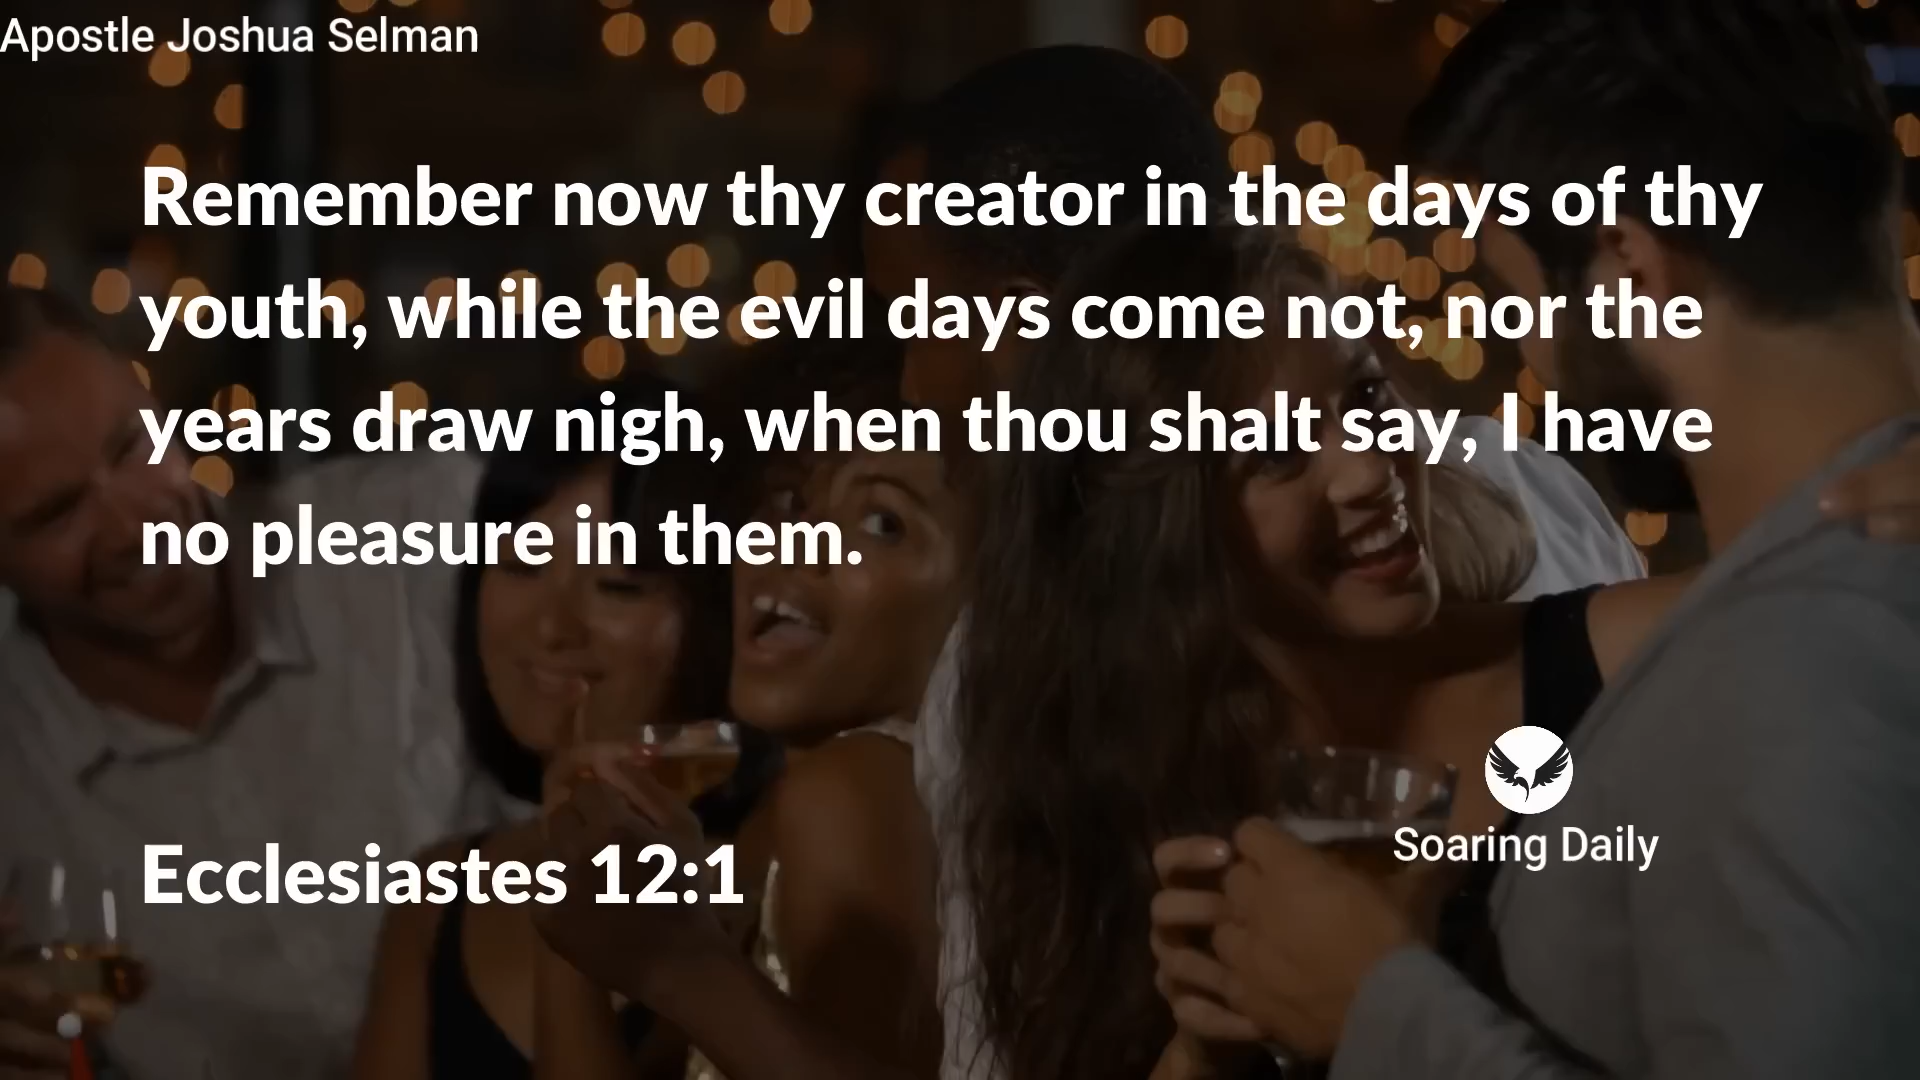 Apostle Joshua Selman
Remember now thy creator in the days of thy
youth, while the evil days come not, nor the
years draw nigh, when thou shalt say, I have
no pleasure in them.
Soaring Daily
Ecclesiastes 12:1